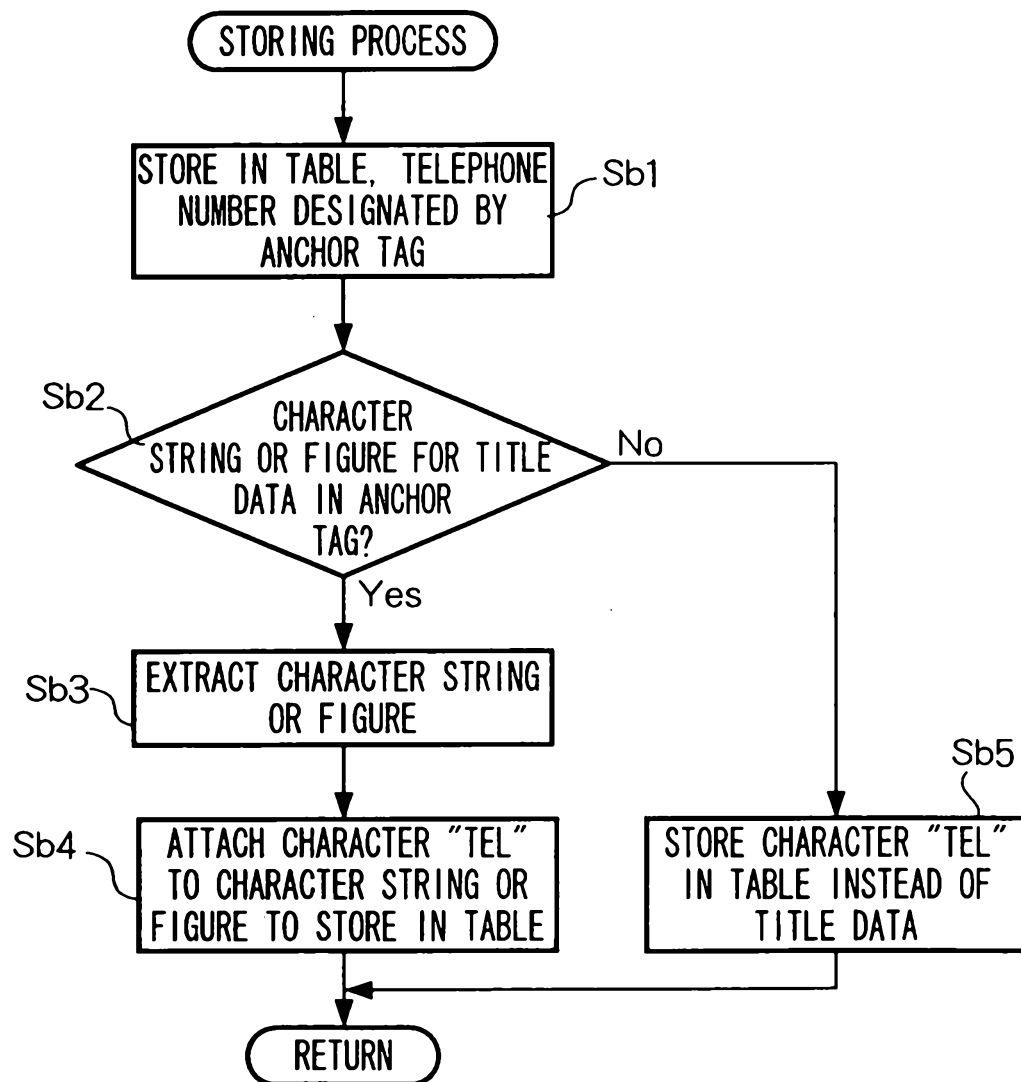 STORING PROCESS
STORE IN TABLE, TELEPHONE
NUMBER DESIGNATED BY
ANCHOR TAG
Sb1
Sb2
CHARACTER
STRING OR FIGURE FOR TITLE
DATA IN ANCHOR
TAG?
No
Yes
Sb3
EXTRACT CHARACTER STRING
OR FIGURE
Sb4
ATTACH CHARACTER "TEL"
TO CHARACTER STRING OR
FIGURE TO STORE IN TABLE
Sb5
STORE CHARACTER "TEL"
IN TABLE INSTEAD OF
TITLE DATA
RETURN